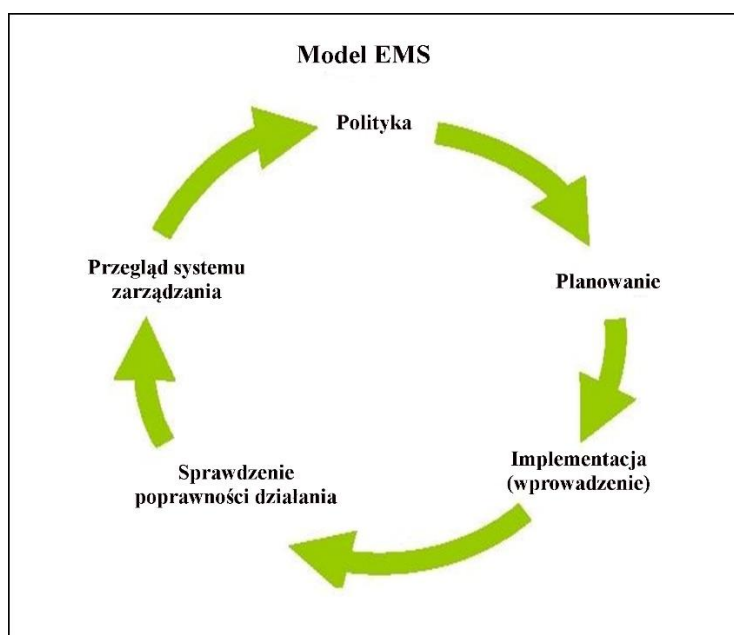 Model EMS
Polityka
Planowanie
Implementacja
(wprowadzenie)
Sprawdzenie
poprawności działania
Przegląd systemu
zarządzania